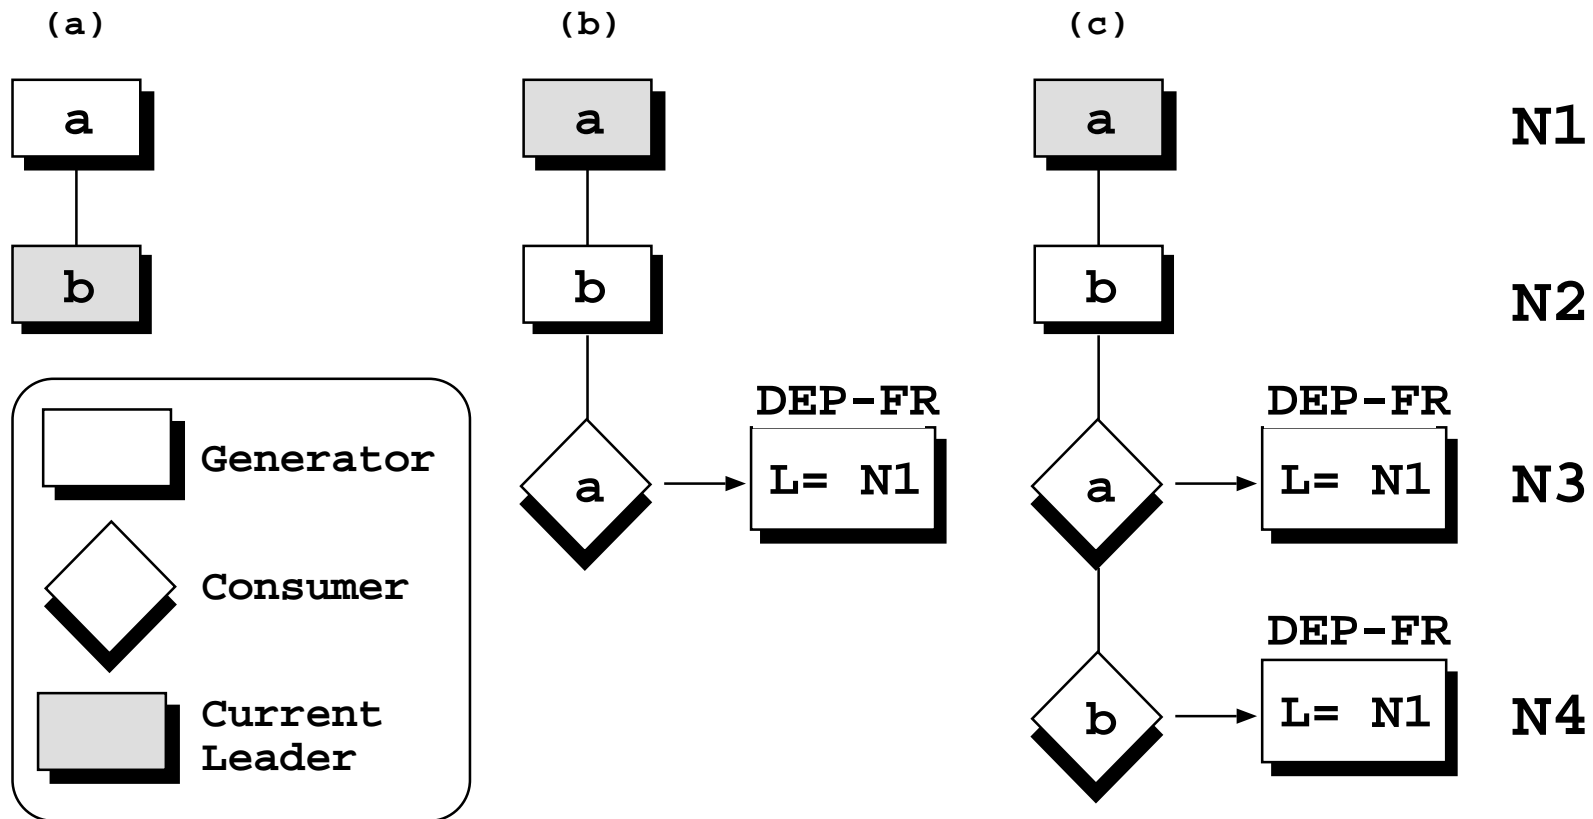 (a) (b) (c)
a a a N1
b b b N2
DEP-FR DEP-FR
Generator a L= N1 a L= N1 N3
Consumer
DEP-FR
Current b L= N1 N4
Leader